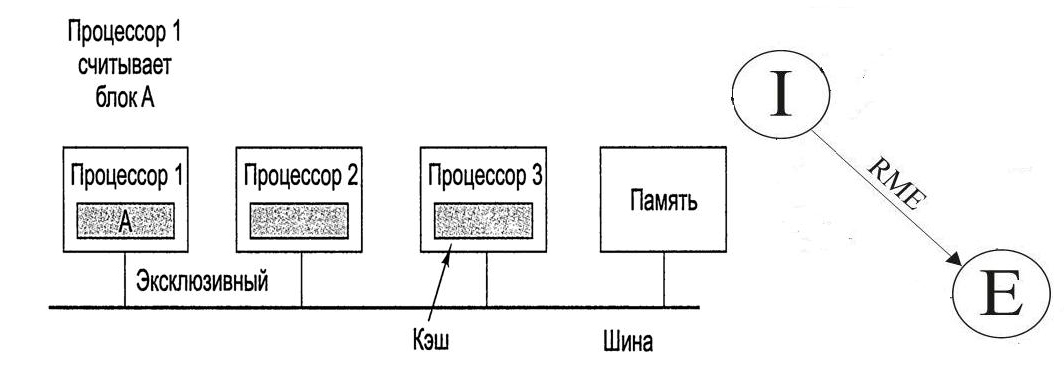 Процессор 1
считывает
блок А
Процессор 1
Процессор 2
Процессор 3
Память
А
Эксклюзивный
Кэш
Шина
I
RME
E